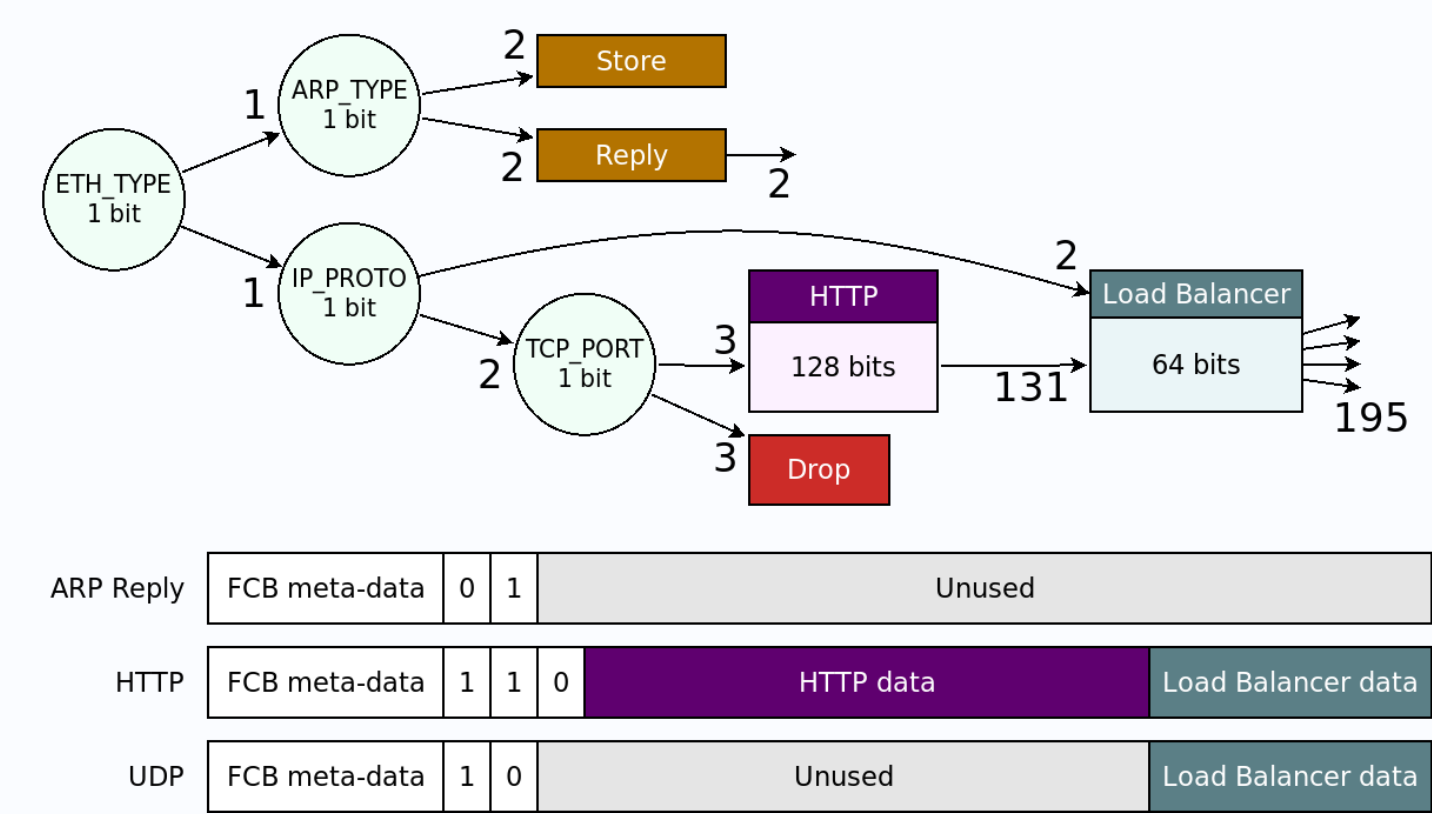 2
Store
ARP_TYPE
1 bit
1
2
Reply
2
ETH_TYPE
1 bit
IP_PROTO
1 bit
1
2
HTTP
128 bits
Load Balancer
64 bits
TCP_PORT
1 bit
2
3
131
195
3
Drop
ARP Reply FCB meta-data 0 1 Unused
HTTP FCB meta-data 1 1 0 HTTP data Load Balancer data
UDP FCB meta-data 1 0 Unused Load Balancer data